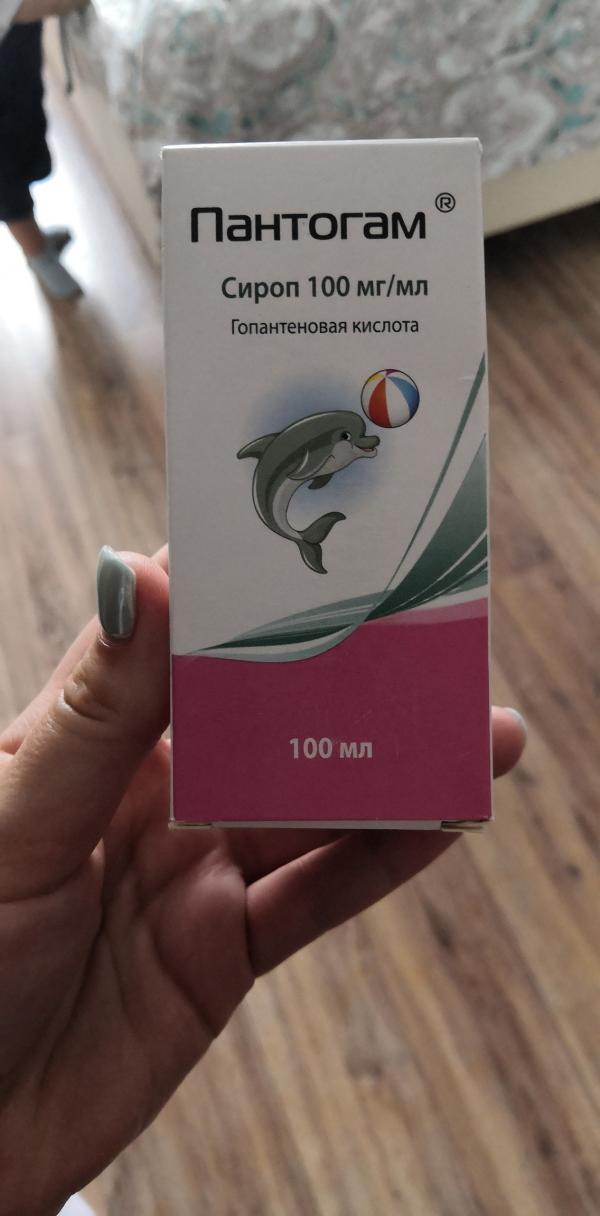 Пантогам®
Сироп 100 мг/мл
Гопантеновая кислота
100 мл